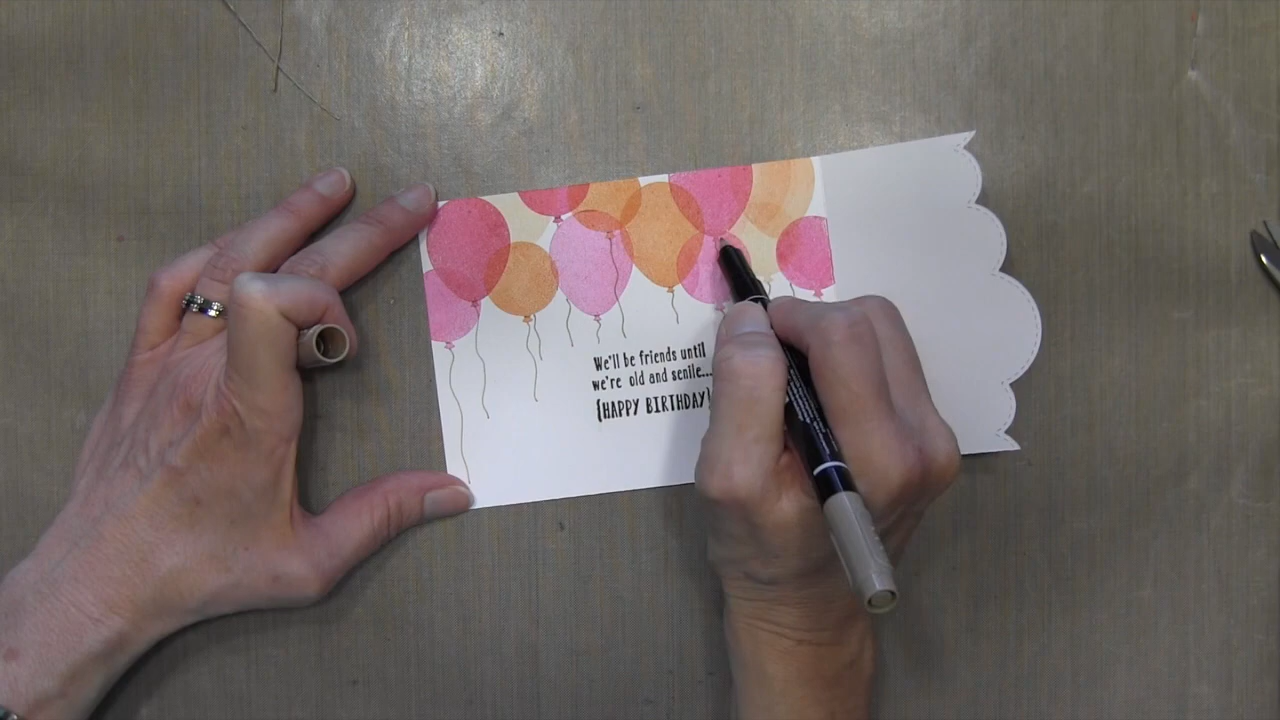 We'll be friends until
we're old and senile...
{HAPPY BIRTHDAY}